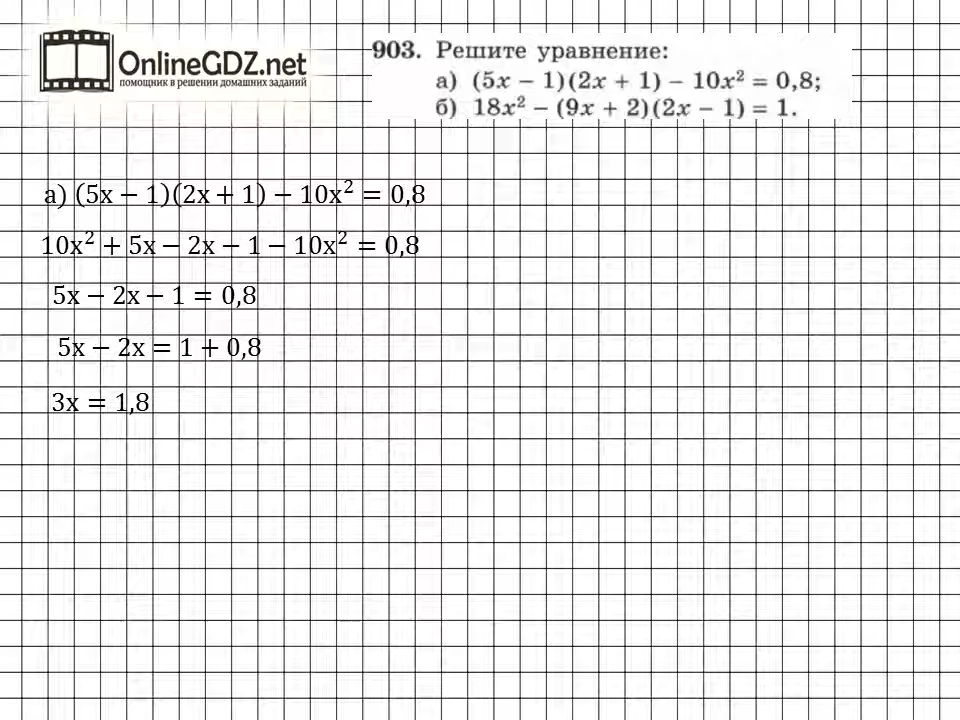 OnlineGDZ.net
помощник в решении домашних заданий
903. Решите уравнение:
а) (5x − 1)(2x + 1) − 10x² = 0,8;
б) 18x² − (9x + 2)(2x − 1) = 1.
а) (5x − 1)(2x + 1) − 10x² = 0,8
10x² + 5x − 2x − 1 − 10x² = 0,8
5x − 2x − 1 = 0,8
5x − 2x = 1 + 0,8
3x = 1,8